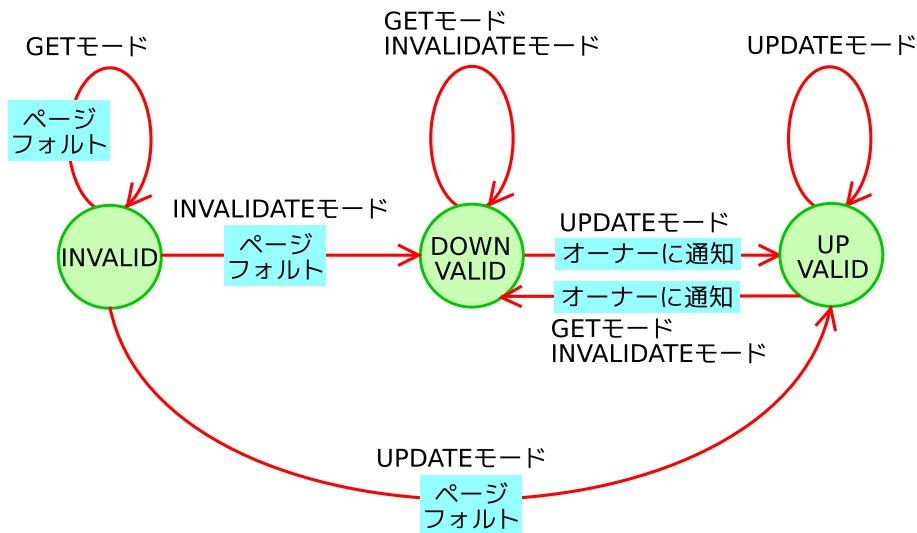 GETモード
ページ
フォルト
INVALID
GETモード
INVALIDATEモード
UPDATEモード
INVALIDATEモード
ページ
フォルト
DOWN
VALID
UPDATEモード
オーナーに通知
オーナーに通知
GETモード
INVALIDATEモード
UP
VALID
UPDATEモード
ページ
フォルト